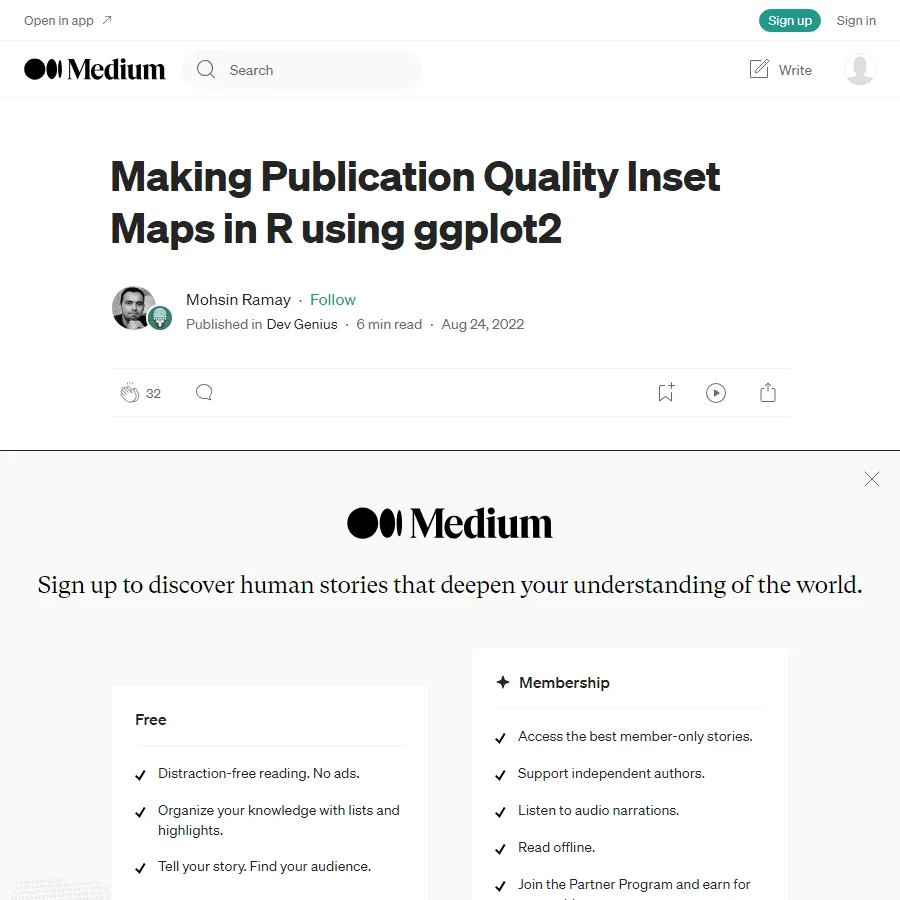 Open in app
Sign up
Sign in
Medium
Search
Write
Making Publication Quality Inset
Maps in R using ggplot2
Mohsin Ramay · Follow
Published in Dev Genius · 6 min read · Aug 24, 2022
32
Medium
Sign up to discover human stories that deepen your understanding of the world.
Free
Distraction-free reading. No ads.
Organize your knowledge with lists and
highlights.
Tell your story. Find your audience.
Membership
Access the best member-only stories.
Support independent authors.
Listen to audio narrations.
Read offline.
Join the Partner Program and earn for